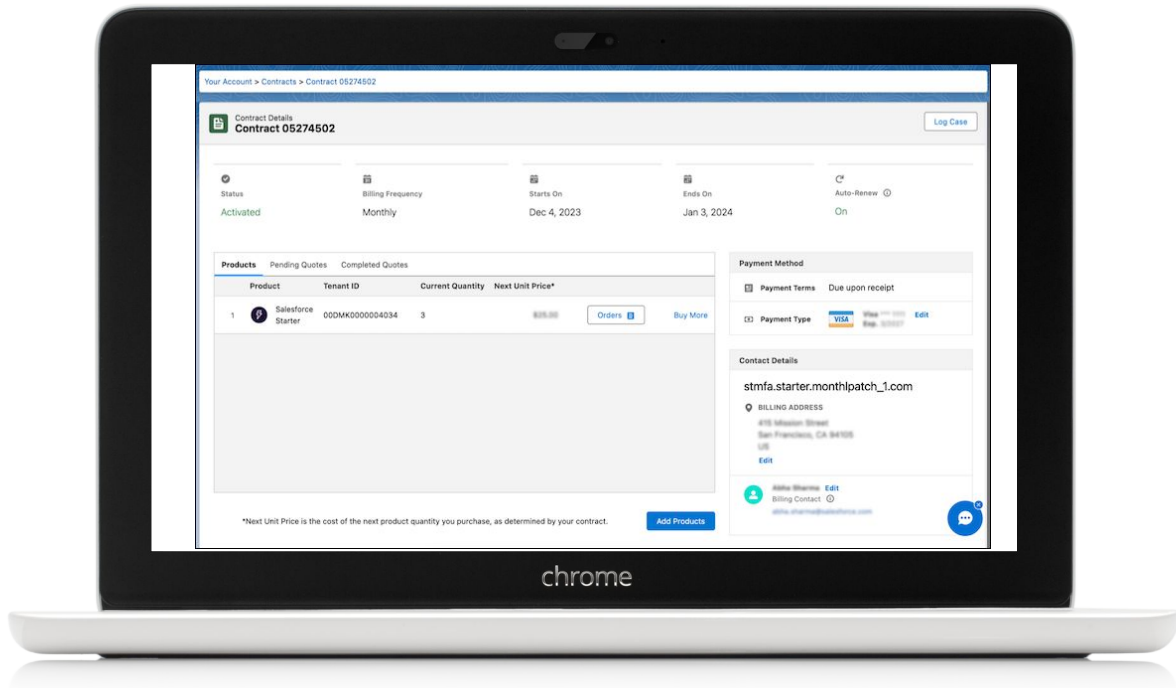 Your Account > Contracts > Contract 05274502
Contract Details
Contract 05274502
Log Case
Status
Activated
Billing Frequency
Monthly
Starts On
Dec 4, 2023
Ends On
Jan 3, 2024
Auto-Renew
On
Products Pending Quotes Completed Quotes
Product Tenant ID Current Quantity Next Unit Price*
1 Salesforce Starter 00DMK0000004034 3 Orders Buy More
*Next Unit Price is the cost of the next product quantity you purchase, as determined by your contract.
Add Products
Payment Method
Payment Terms Due upon receipt
Payment Type VISA Edit
Contact Details
stmfa.starter.monthlpatch_1.com
BILLING ADDRESS
Edit
Edit
Billing Contact
chrome